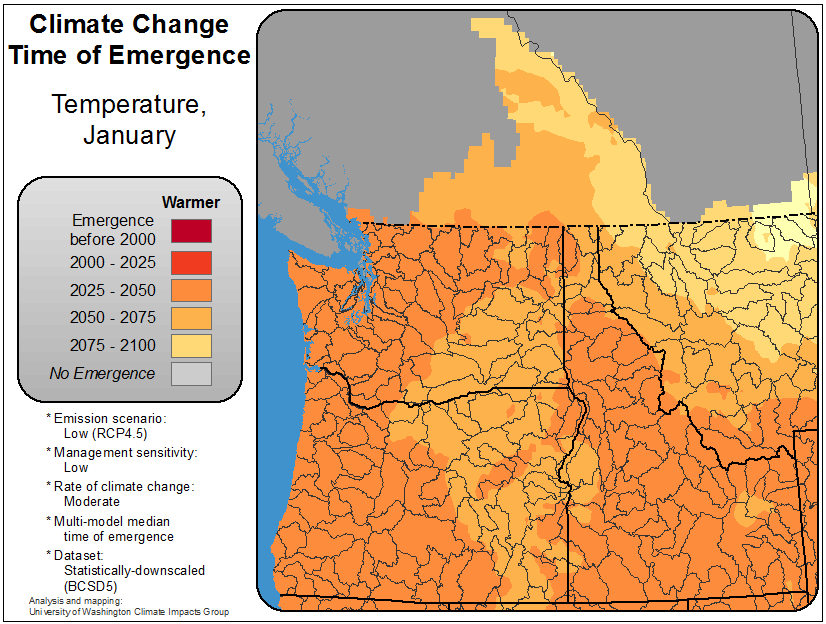 Climate Change
Time of Emergence
Temperature,
January
Warmer
Emergence
before 2000
2000 - 2025
2025 - 2050
2050 - 2075
2075 - 2100
No Emergence
* Emission scenario:
Low (RCP4.5)
* Management sensitivity:
Low
* Rate of climate change:
Moderate
* Multi-model median
time of emergence
* Dataset:
Statistically-downscaled
(BCSD5)
Analysis and mapping:
University of Washington Climate Impacts Group